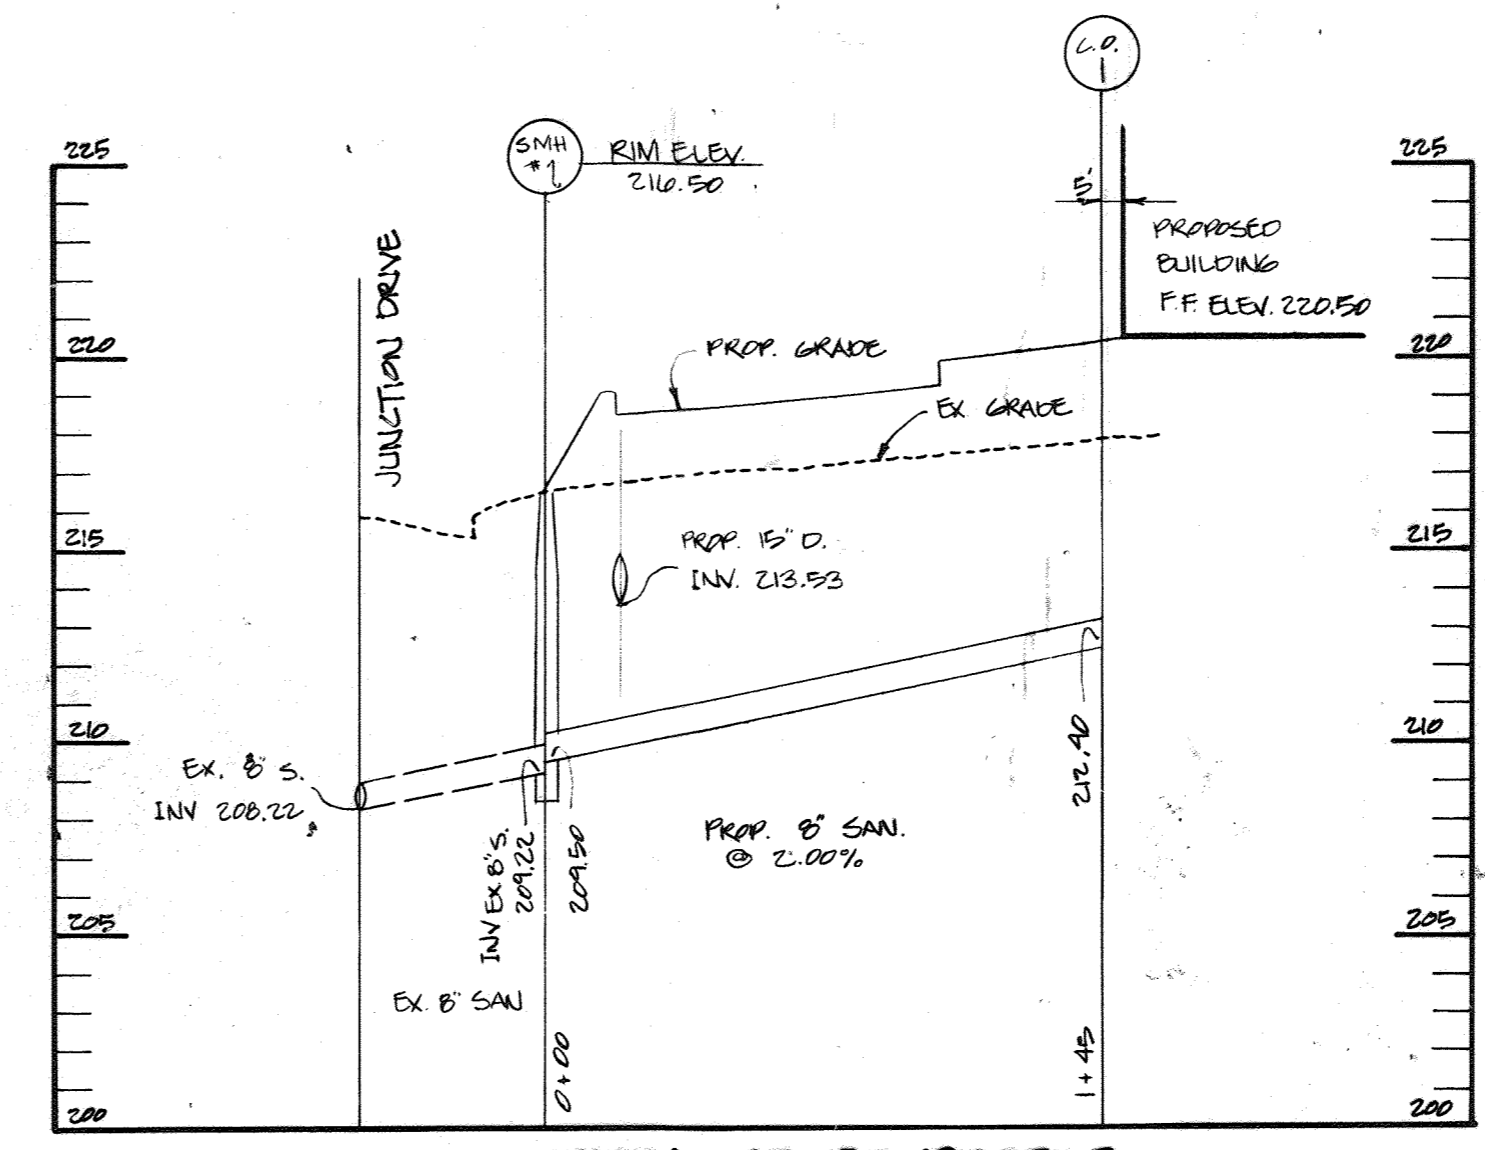 C.O.
SMH
#1
RIM ELEV.
216.50
225
225
5'
PROPOSED
BUILDING
F.F. ELEV. 220.50
JUNCTION DRIVE
220
PROP. GRADE
220
EX GRADE
215
PROP. 15" D.
INV. 213.53
215
210
210
EX. 8" S.
INV 208.22
212.40
INV EX 8" S.
209.22
209.50
PROP. 8" SAN.
@ 2.00%
205
205
EX. 8" SAN
0+00
1+45
200
200